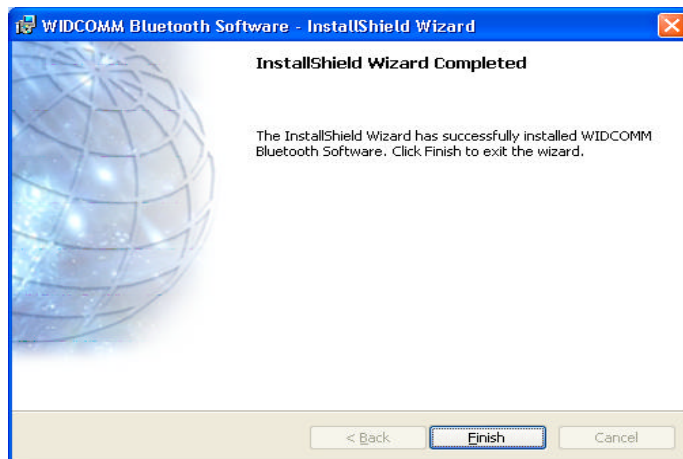 WIDCOMM Bluetooth Software - InstallShield Wizard
InstallShield Wizard Completed
The InstallShield Wizard has successfully installed WIDCOMM
Bluetooth Software. Click Finish to exit the wizard.
< Back Finish Cancel